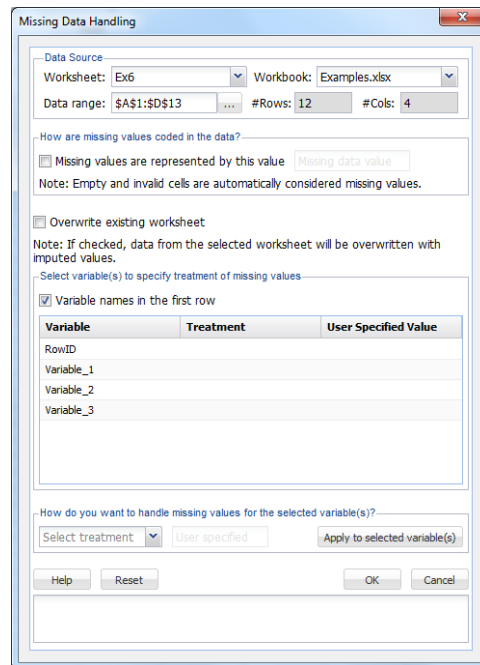 Missing Data Handling
Data Source
Worksheet: Ex6 Workbook: Examples.xlsx
Data range: $A$1:$D$13 ... #Rows: 12 #Cols: 4
How are missing values coded in the data?
Missing values are represented by this value Missing data value
Note: Empty and invalid cells are automatically considered missing values.
Overwrite existing worksheet
Note: If checked, data from the selected worksheet will be overwritten with
imputed values.
Select variable(s) to specify treatment of missing values
Variable names in the first row
Variable Treatment User Specified Value
RowID
Variable_1
Variable_2
Variable_3
How do you want to handle missing values for the selected variable(s)?
Select treatment User specified Apply to selected variable(s)
Help Reset OK Cancel